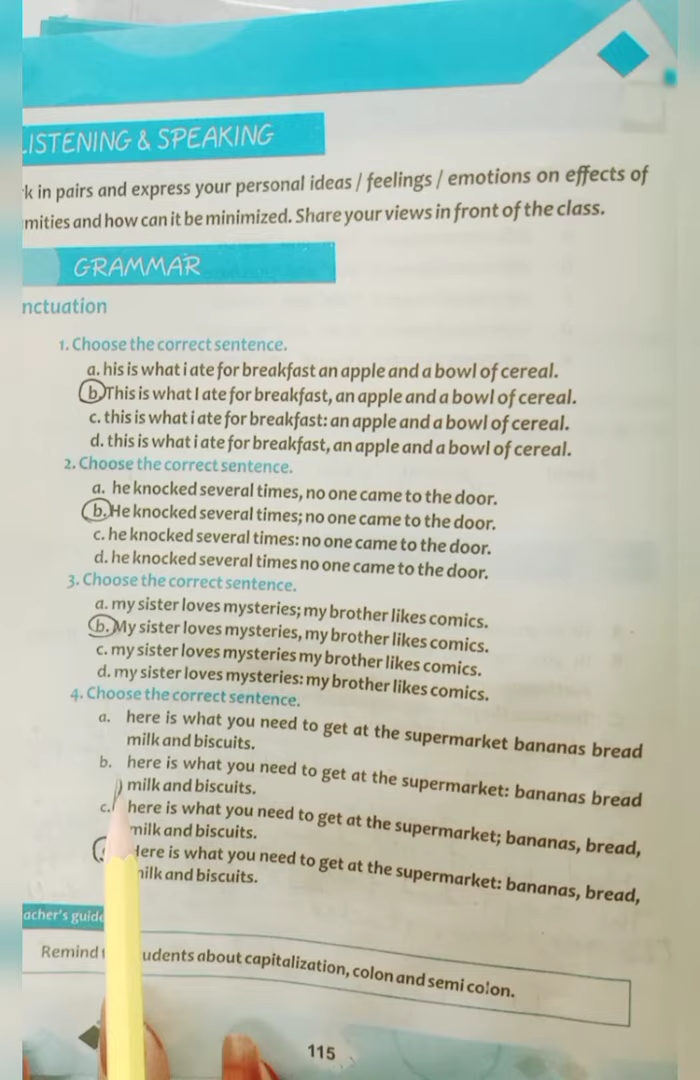 LISTENING & SPEAKING
k in pairs and express your personal ideas / feelings / emotions on effects of
mities and how can it be minimized. Share your views in front of the class.
GRAMMAR
nctuation
1. Choose the correct sentence.
a. his is what i ate for breakfast an apple and a bowl of cereal.
b. This is what I ate for breakfast, an apple and a bowl of cereal.
c. this is what i ate for breakfast: an apple and a bowl of cereal.
d. this is what i ate for breakfast, an apple and a bowl of cereal.
2. Choose the correct sentence.
a. he knocked several times, no one came to the door.
b. He knocked several times; no one came to the door.
c. he knocked several times: no one came to the door.
d. he knocked several times no one came to the door.
3. Choose the correct sentence.
a. my sister loves mysteries; my brother likes comics.
b. My sister loves mysteries, my brother likes comics.
c. my sister loves mysteries my brother likes comics.
d. my sister loves mysteries: my brother likes comics.
4. Choose the correct sentence.
a. here is what you need to get at the supermarket bananas bread
milk and biscuits.
b. here is what you need to get at the supermarket: bananas bread
milk and biscuits.
c. here is what you need to get at the supermarket; bananas, bread,
milk and biscuits.
Here is what you need to get at the supermarket: bananas, bread,
milk and biscuits.
acher's guide
Remind udents about capitalization, colon and semi colon.
115